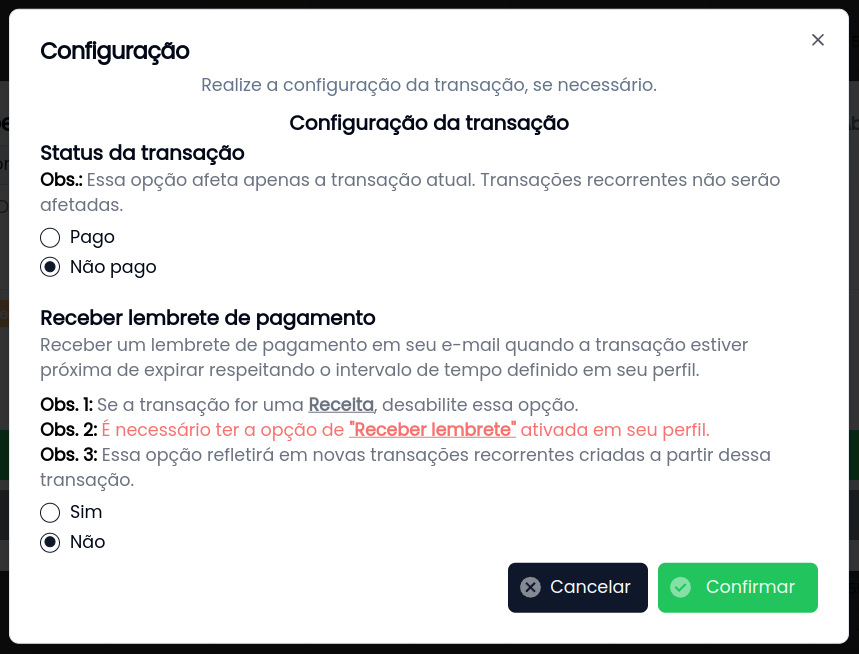 Configuração
Realize a configuração da transação, se necessário.
Configuração da transação
Status da transação
Obs.: Essa opção afeta apenas a transação atual. Transações recorrentes não serão
afetadas.
Pago
Não pago
Receber lembrete de pagamento
Receber um lembrete de pagamento em seu e-mail quando a transação estiver
próxima de expirar respeitando o intervalo de tempo definido em seu perfil.
Obs. 1: Se a transação for uma Receita, desabilite essa opção.
Obs. 2: É necessário ter a opção de "Receber lembrete" ativada em seu perfil.
Obs. 3: Essa opção refletirá em novas transações recorrentes criadas a partir dessa
transação.
Sim
Não
Cancelar
Confirmar